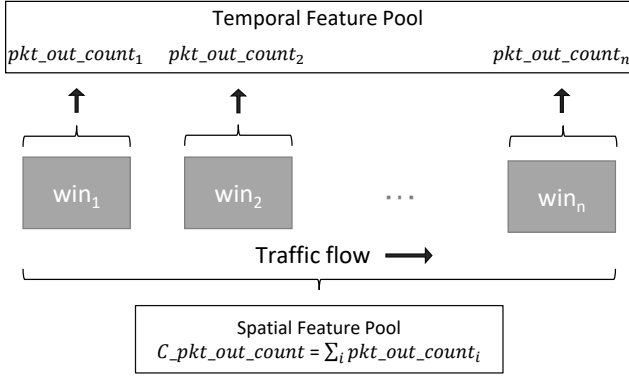 Temporal Feature Pool
pkt_out_count₁ pkt_out_count₂ pkt_out_countₙ
win₁ win₂ ... winₙ
Traffic flow
Spatial Feature Pool
C_pkt_out_count = ∑ᵢ pkt_out_countᵢ